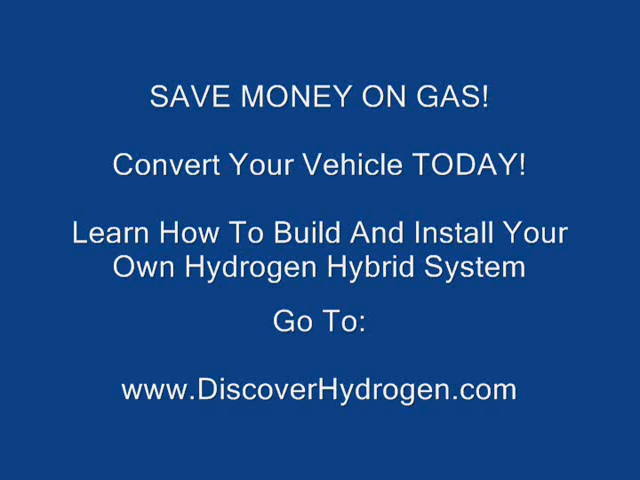 SAVE MONEY ON GAS!
Convert Your Vehicle TODAY!
Learn How To Build And Install Your
Own Hydrogen Hybrid System
Go To:
www.DiscoverHydrogen.com